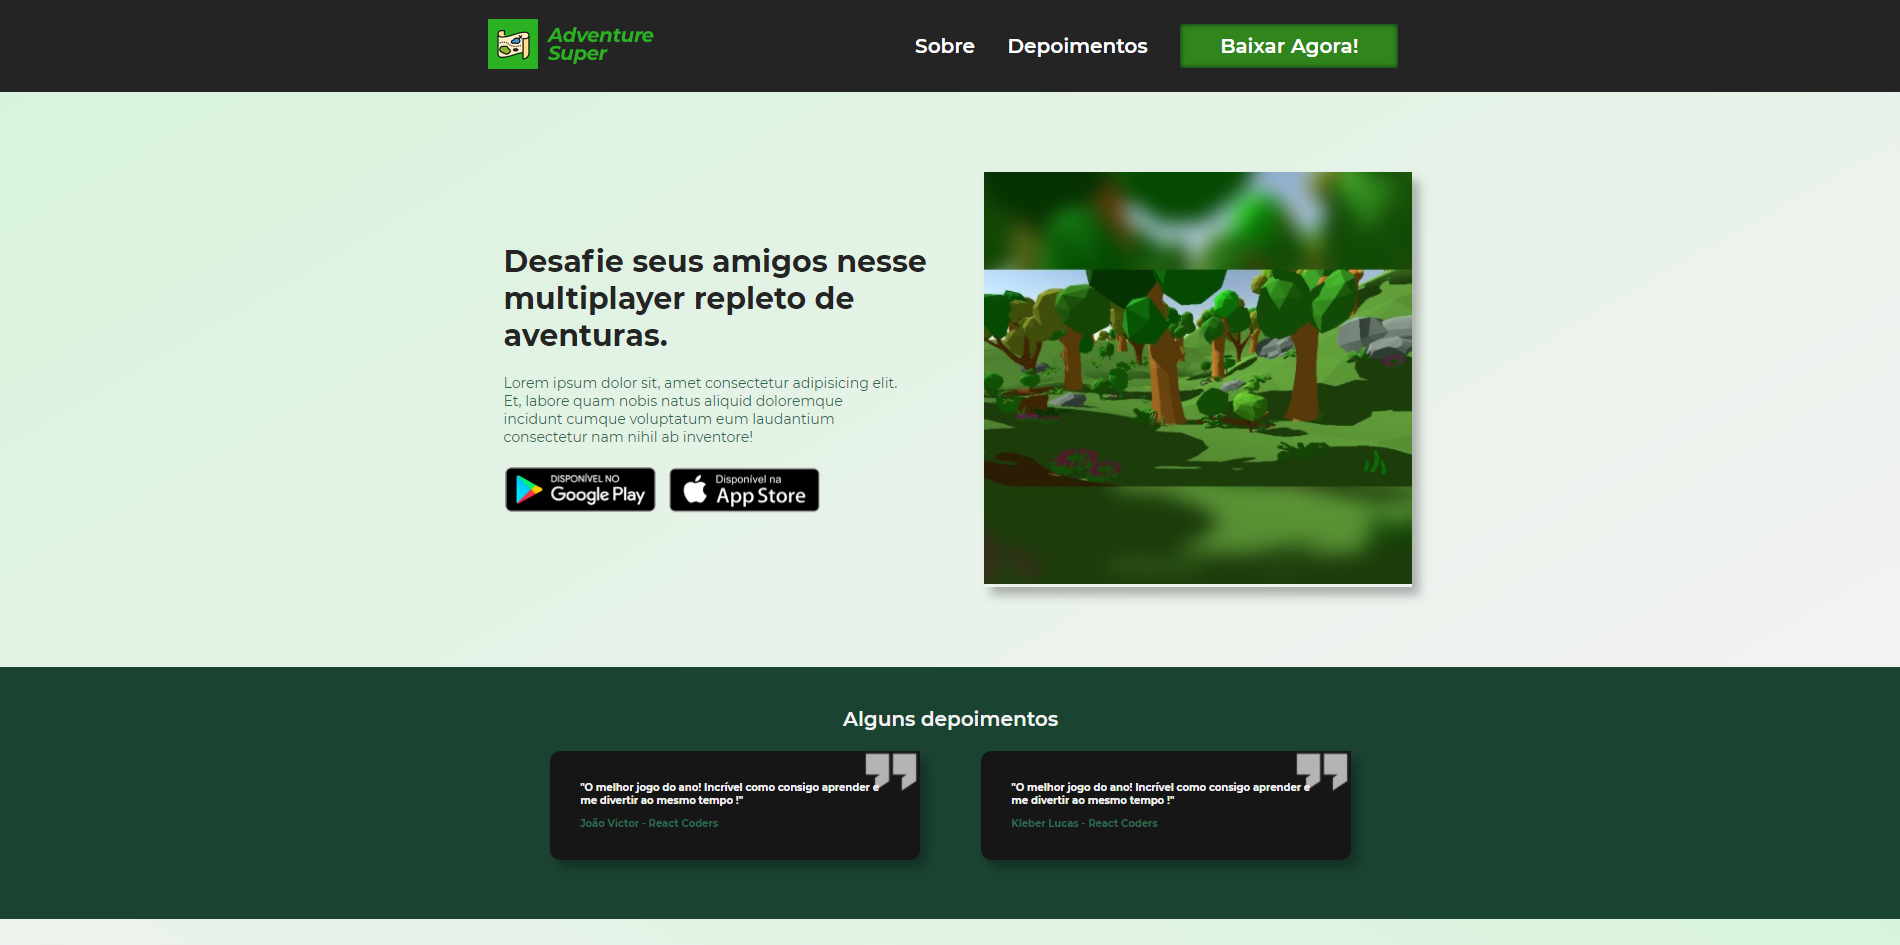 Adventure
Super
Sobre
Depoimentos
Baixar Agora!
Desafie seus amigos nesse
multiplayer repleto de
aventuras.
Lorem ipsum dolor sit, amet consectetur adipisicing elit.
Et, labore quam nobis natus aliquid doloremque
incidunt cumque voluptatum eum laudantium
consectetur nam nihil ab inventore!
DISPONÍVEL NO
Google Play
Disponível na
App Store
Alguns depoimentos
"O melhor jogo do ano! Incrível como consigo aprender e
me divertir ao mesmo tempo !"
João Victor - React Coders
"O melhor jogo do ano! Incrível como consigo aprender e
me divertir ao mesmo tempo !"
Kleber Lucas - React Coders